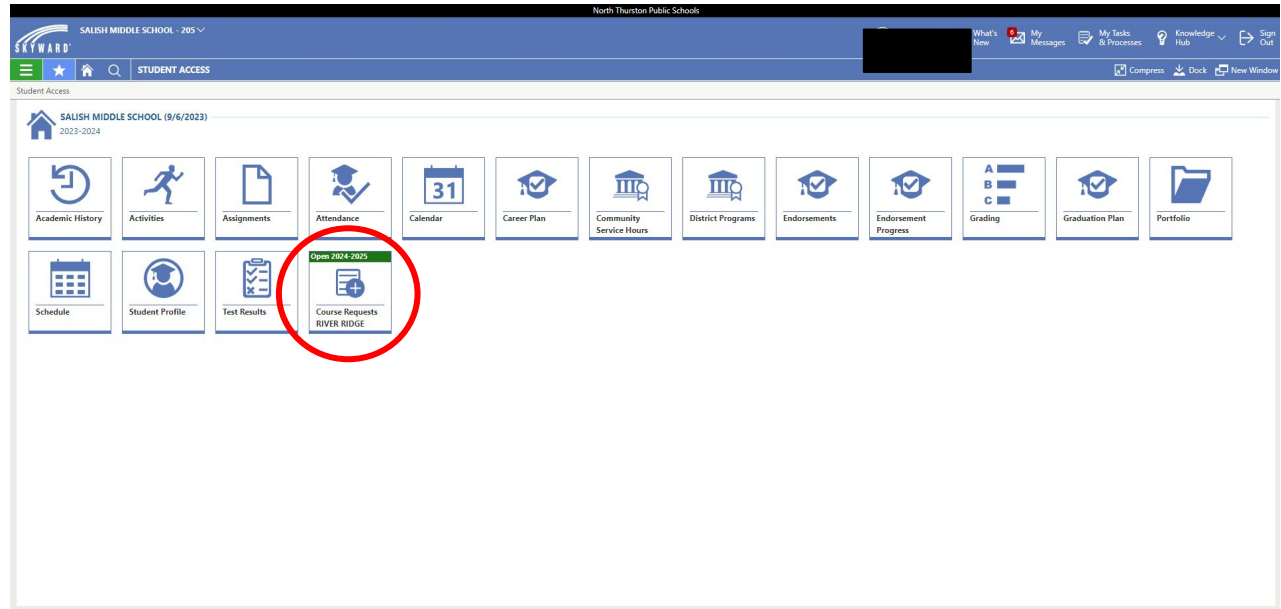 North Thurston Public Schools
SKYWARD
SALISH MIDDLE SCHOOL - 205
What's New
6
My Messages
My Tasks & Processes
Knowledge Hub
Sign Out
STUDENT ACCESS
Compress
Dock
New Window
Student Access
SALISH MIDDLE SCHOOL (9/6/2023)
2023-2024
Academic History
Activities
Assignments
Attendance
31
Calendar
Career Plan
Community
Service Hours
District Programs
Endorsements
Endorsement
Progress
A
B
C
Grading
Graduation Plan
Portfolio
Schedule
Student Profile
Test Results
Open 2024-2025
Course Requests
RIVER RIDGE